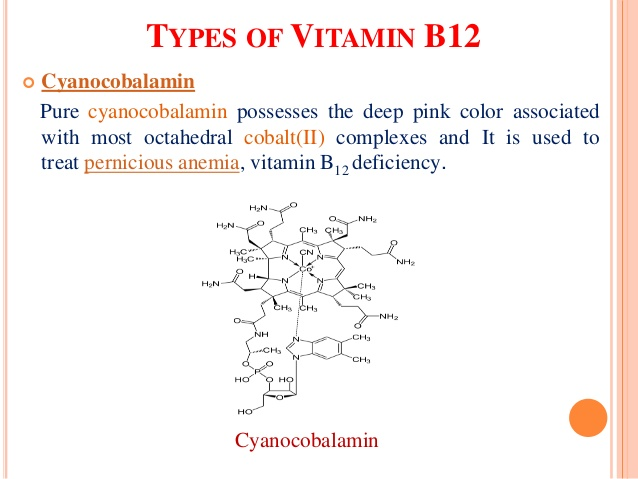 TYPES OF VITAMIN B12
Cyanocobalamin
Pure cyanocobalamin possesses the deep pink color associated
with most octahedral cobalt(II) complexes and It is used to
treat pernicious anemia, vitamin B12 deficiency.
H2N O
H2N O
O NH2
CH3 CH3
O
NH2
H3C
H3C
CN
N N
Co+
H
N N
O
H2N
CH3
CH3
CH3 CH3
O
NH2
O
NH
N
CH3
CH3
CH3
N
O O
P
HO O HO
O
HO
Cyanocobalamin